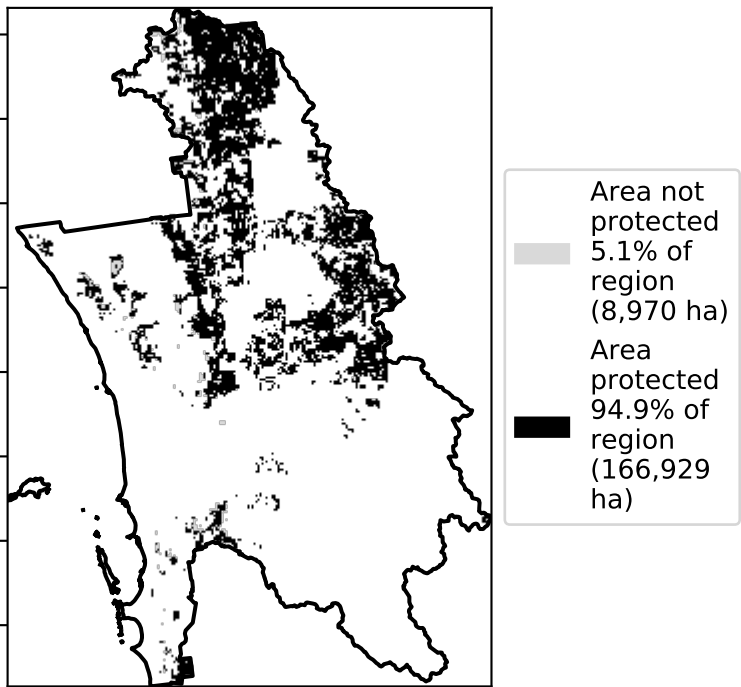 Area not
protected
5.1% of
region
(8,970 ha)
Area
protected
94.9% of
region
(166,929
ha)